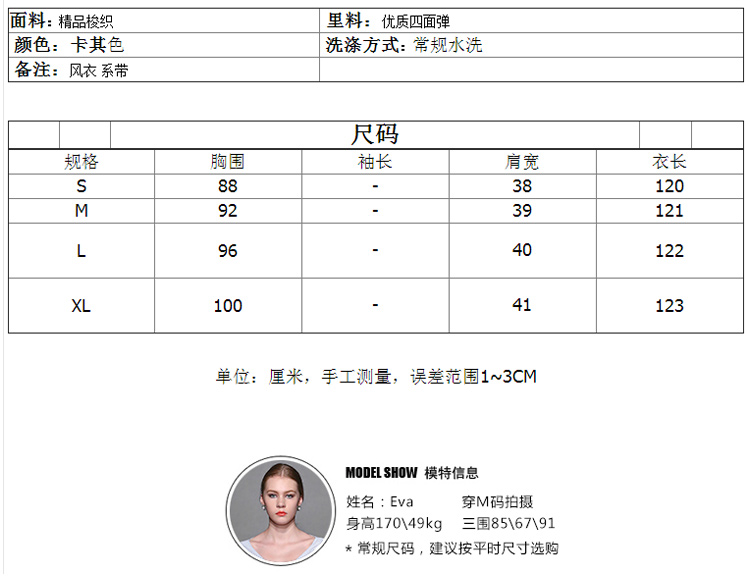 面料：精品梭织 里料：优质四面弹
颜色：卡其色 洗涤方式：常规水洗
备注：风衣 系带
尺码
规格 胸围 袖长 肩宽 衣长
S 88 - 38 120
M 92 - 39 121
L 96 - 40 122
XL 100 - 41 123
单位：厘米，手工测量，误差范围1~3CM
MODEL SHOW 模特信息
姓名：Eva 穿M码拍摄
身高170\49kg 三围85\67\91
* 常规尺码，建议按平时尺寸选购